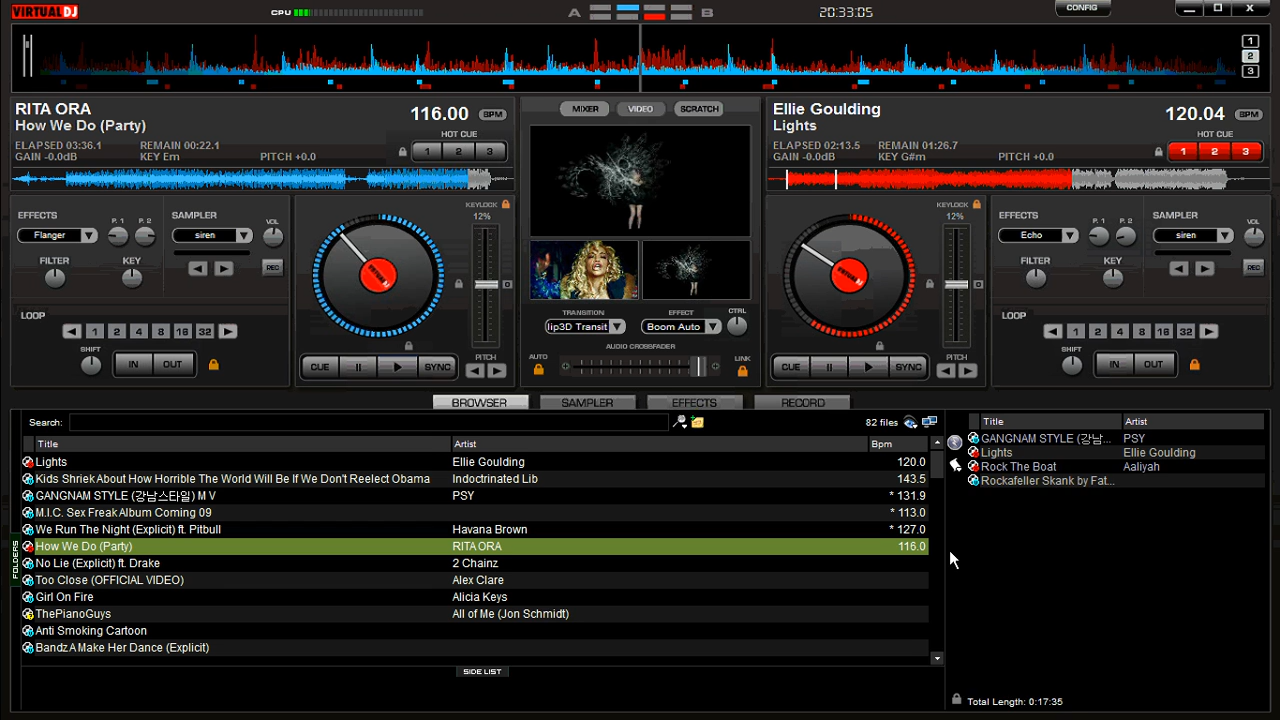 VIRTUAL DJ CPU A B 20:33:05 CONFIG
1
2
3
RITA ORA
How We Do (Party)
116.00 BPM
HOT CUE
ELAPSED 03:36.1 REMAIN 00:22.1
GAIN -0.0dB KEY Em PITCH +0.0
1 2 3
MIXER VIDEO SCRATCH
Ellie Goulding
Lights
120.04 BPM
HOT CUE
ELAPSED 02:13.5 REMAIN 01:26.7
GAIN -0.0dB KEY G#m PITCH +0.0
1 2 3
EFFECTS P. 1 P. 2 SAMPLER VOL
Flanger siren
FILTER KEY REC
LOOP
1 2 4 8 16 32
SHIFT IN OUT
KEYLOCK
12%
VIRTUAL DJ
CUE SYNC
PITCH
TRANSITION EFFECT CTRL
lip3D Transit Boom Auto
AUDIO CROSSFADER
AUTO LINK
KEYLOCK
12%
VIRTUAL DJ
CUE SYNC
PITCH
EFFECTS P. 1 P. 2 SAMPLER VOL
Echo siren
FILTER KEY REC
LOOP
1 2 4 8 16 32
SHIFT IN OUT
BROWSER SAMPLER EFFECTS RECORD
Search: 82 files
Title Artist Bpm
Lights Ellie Goulding 120.0
Kids Shriek About How Horrible The World Will Be If We Don't Reelect Obama Indoctrinated Lib 143.5
GANGNAM STYLE (강남스타일) M V PSY * 131.9
M.I.C. Sex Freak Album Coming 09 * 113.0
We Run The Night (Explicit) ft. Pitbull Havana Brown * 127.0
How We Do (Party) RITA ORA 116.0
No Lie (Explicit) ft. Drake 2 Chainz
Too Close (OFFICIAL VIDEO) Alex Clare
Girl On Fire Alicia Keys
ThePianoGuys All of Me (Jon Schmidt)
Anti Smoking Cartoon
Bandz A Make Her Dance (Explicit)
FOLDERS
SIDE LIST
Title Artist
GANGNAM STYLE (강남... PSY
Lights Ellie Goulding
Rock The Boat Aaliyah
Rockafeller Skank by Fat...
Total Length: 0:17:35